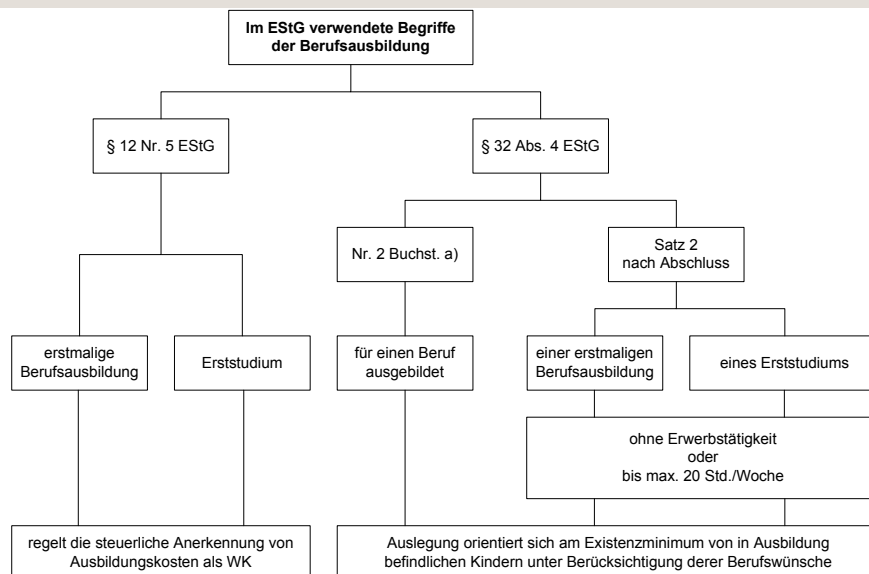 Im EStG verwendete Begriffe
der Berufsausbildung
§ 12 Nr. 5 EStG
§ 32 Abs. 4 EStG
Nr. 2 Buchst. a)
Satz 2
nach Abschluss
erstmalige
Berufsausbildung
Erststudium
für einen Beruf
ausgebildet
einer erstmaligen
Berufsausbildung
eines Erststudiums
ohne Erwerbstätigkeit
oder
bis max. 20 Std./Woche
regelt die steuerliche Anerkennung von
Ausbildungskosten als WK
Auslegung orientiert sich am Existenzminimum von in Ausbildung
befindlichen Kindern unter Berücksichtigung derer Berufswünsche